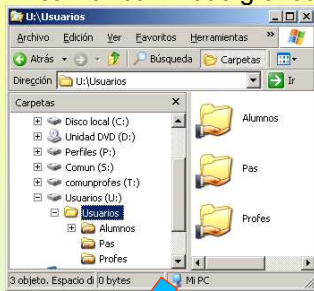 U:\Usuarios
Archivo Edición Ver Favoritos Herramientas »
Atrás Búsqueda Carpetas
Dirección U:\Usuarios Ir
Carpetas
Disco local (C:)
Unidad DVD (D:)
Perfiles (P:)
Comun (S:)
comunprofes (T:)
Usuarios (U:)
Usuarios
Alumnos
Pas
Profes
Alumnos
Pas
Profes
3 objeto. Espacio di 0 bytes Mi PC